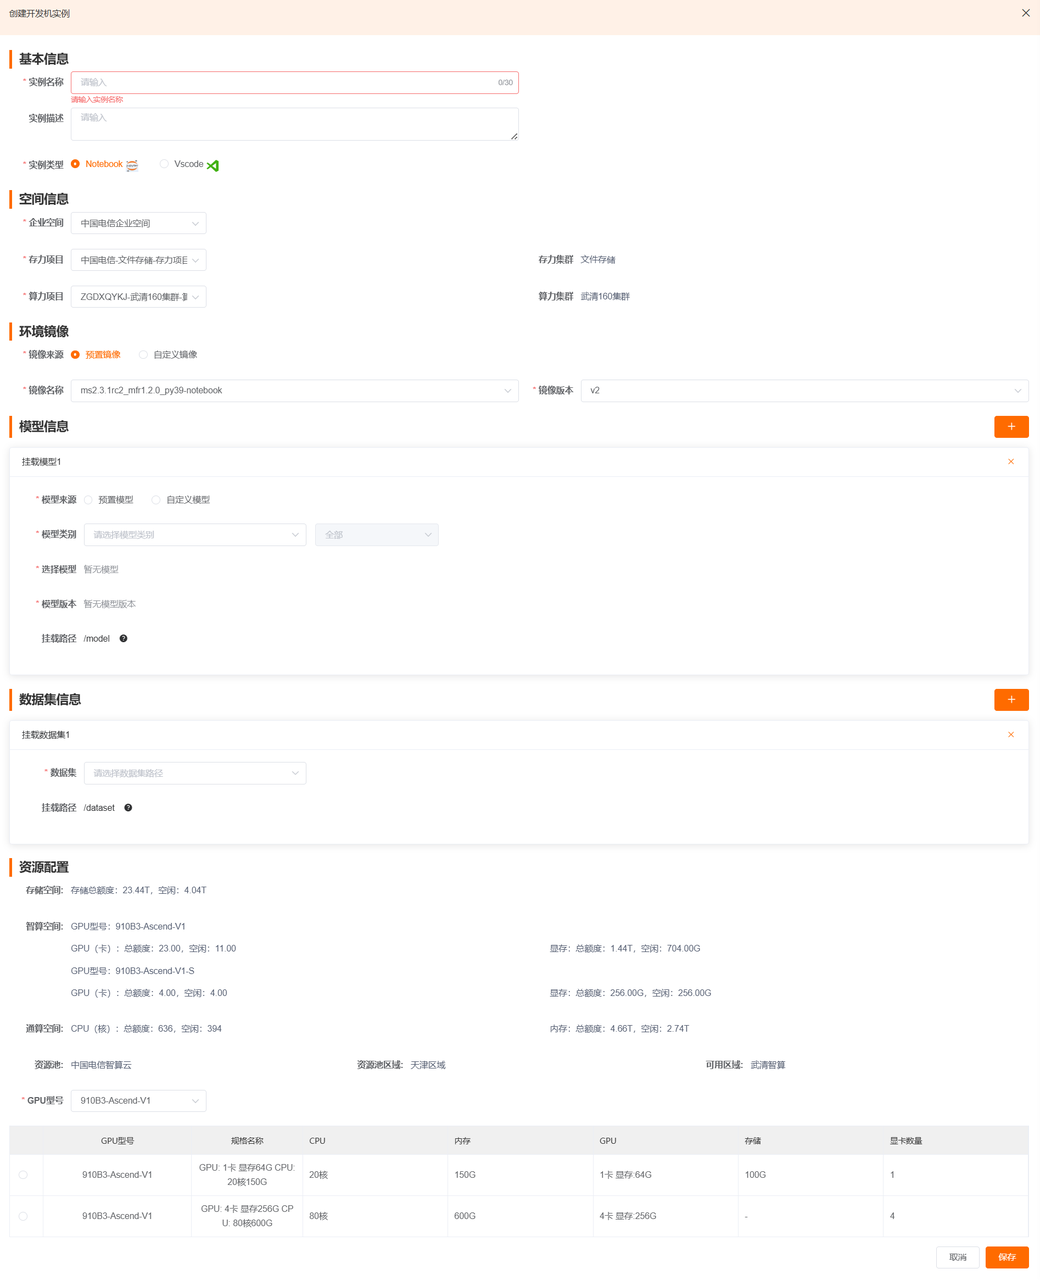 创建开发机实例
基本信息
* 实例名称 请输入 0/30
请输入实例名称
实例描述 请输入
* 实例类型 Notebook Vscode
空间信息
* 企业空间 中国电信企业空间
* 存力项目 中国电信-文件存储-存力项目 存力集群 文件存储
* 算力项目 ZGDXQYKJ-武清160集群- 算力集群 武清160集群
环境镜像
* 镜像来源 预置镜像 自定义镜像
* 镜像名称 ms2.3.1rc2_mfr1.2.0_py39-notebook * 镜像版本 v2
模型信息 +
挂载模型1
* 模型来源 预置模型 自定义模型
* 模型类别 请选择模型类别 全部
* 选择模型 暂无模型
* 模型版本 暂无模型版本
挂载路径 /model ?
数据集信息 +
挂载数据集1
* 数据集 请选择数据集路径
挂载路径 /dataset ?
资源配置
存储空间: 存储总额度：23.44T，空闲：4.04T
智算空间: GPU型号：910B3-Ascend-V1
GPU（卡）：总额度：23.00，空闲：11.00 显存：总额度：1.44T，空闲：704.00G
GPU型号：910B3-Ascend-V1-S
GPU（卡）：总额度：4.00，空闲：4.00 显存：总额度：256.00G，空闲：256.00G
通算空间: CPU（核）：总额度：636，空闲：394 内存：总额度：4.66T，空闲：2.74T
资源池: 中国电信智算云 资源池区域: 天津区域 可用区域: 武清智算
* GPU型号 910B3-Ascend-V1
GPU型号 规格名称 CPU 内存 GPU 存储 显卡数量
910B3-Ascend-V1 GPU: 1卡 显存64G CPU: 20核150G 20核 150G 1卡 显存:64G 100G 1
910B3-Ascend-V1 GPU: 4卡 显存256G CPU: 80核600G 80核 600G 4卡 显存:256G - 4
取消 保存